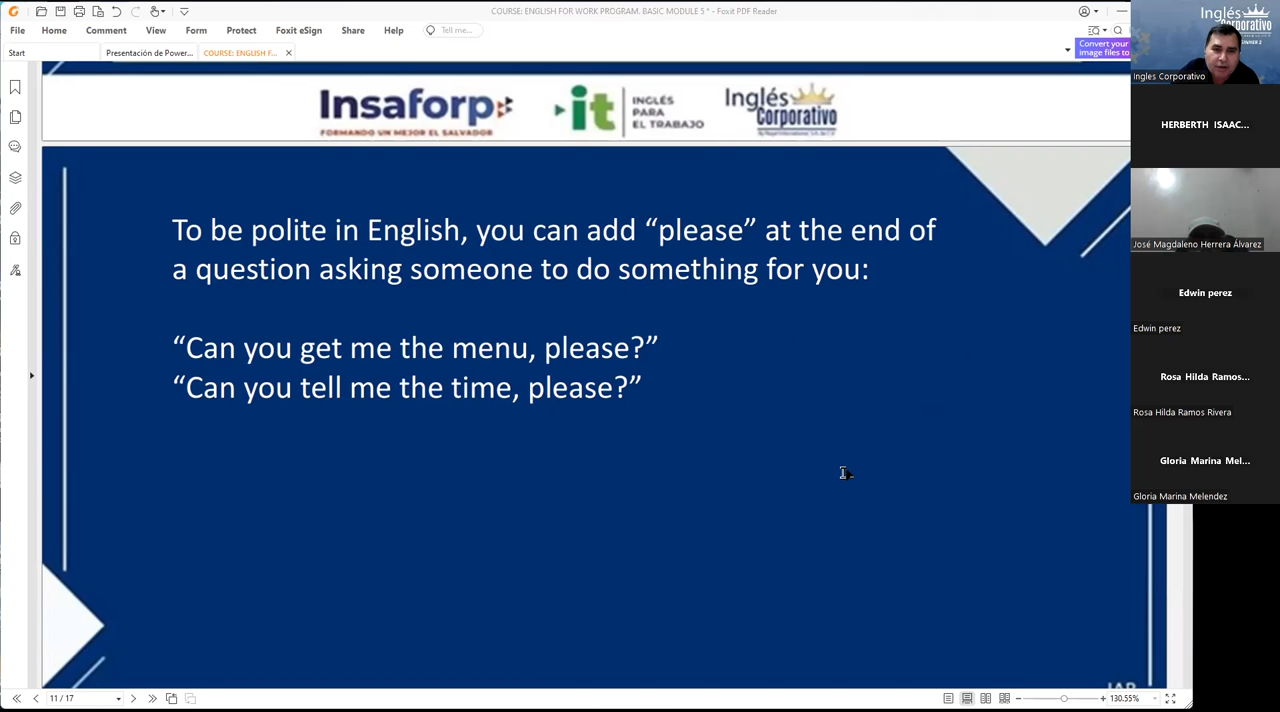 COURSE: ENGLISH FOR WORK PROGRAM. BASIC MODULE 5 * - Foxit PDF Reader
File Home Comment View Form Protect Foxit eSign Share Help Tell me...
Convert your
image files to
Start Presentación de Power... COURSE: ENGLISH F...
Insaforp
FORMANDO UN MEJOR EL SALVADOR
it
INGLÉS
PARA
EL TRABAJO
Inglés
Corporativo
To be polite in English, you can add “please” at the end of
a question asking someone to do something for you:
“Can you get me the menu, please?”
“Can you tell me the time, please?”
11 / 17
130.55%
Inglés
Corporativo
Ingles Corporativo
HERBERTH ISAAC...
José Magdaleno Herrera Álvarez
Edwin perez
Edwin perez
Rosa Hilda Ramos...
Rosa Hilda Ramos Rivera
Gloria Marina Mel...
Gloria Marina Melendez